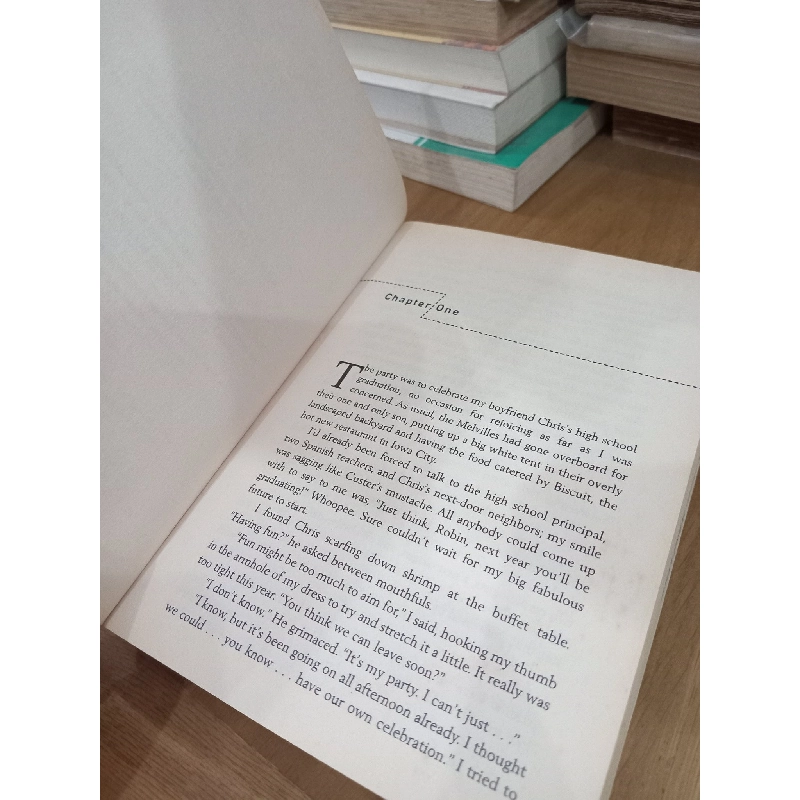 Chapter One
The party was to celebrate my boyfriend Chris's high school
graduation, no occasion for rejoicing as far as I was
concerned. As usual, the Melvilles had gone overboard for
their one and only son, putting up a big white tent in their overly
landscaped backyard and having the food catered by Biscuit, the
hot new restaurant in Iowa City.
I'd already been forced to talk to the high school principal,
two Spanish teachers, and Chris's next-door neighbors; my smile
was sagging like Custer's mustache. All anybody could come up
with to say to me was, "Just think, Robin, next year you'll be
graduating!" Whoopee. Sure couldn't wait for my big fabulous
future to start.
I found Chris scarfing down shrimp at the buffet table.
"Having fun?" he asked between mouthfuls.
"Fun might be too much to aim for," I said, hooking my thumb
in the armhole of my dress to try and stretch it a little. It really was
too tight this year. "You think we can leave soon?"
"I don't know." He grimaced. "It's my party. I can't just . . ."
"I know, but it's been going on all afternoon already. I thought
we could . . . you know . . . have our own celebration." I tried to